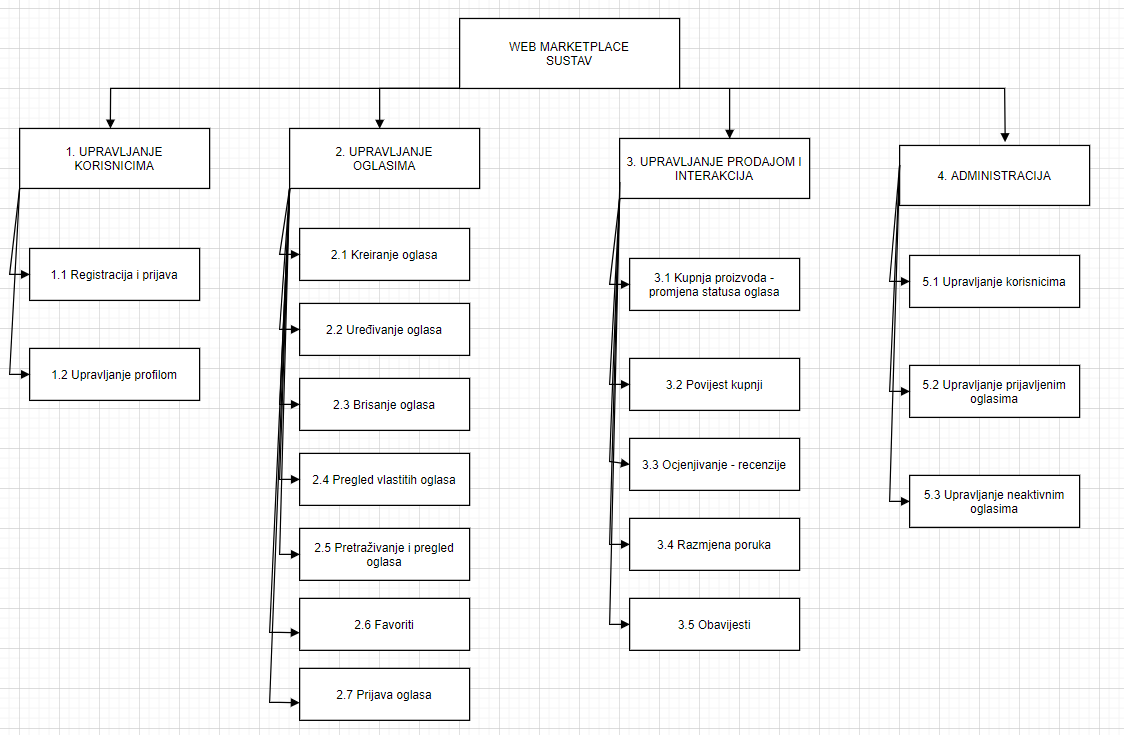 WEB MARKETPLACE
SUSTAV
1. UPRAVLJANJE
KORISNICIMA
1.1 Registracija i prijava
1.2 Upravljanje profilom
2. UPRAVLJANJE
OGLASIMA
2.1 Kreiranje oglasa
2.2 Uređivanje oglasa
2.3 Brisanje oglasa
2.4 Pregled vlastitih oglasa
2.5 Pretraživanje i pregled
oglasa
2.6 Favoriti
2.7 Prijava oglasa
3. UPRAVLJANJE PRODAJOM I
INTERAKCIJA
3.1 Kupnja proizvoda -
promjena statusa oglasa
3.2 Povijest kupnji
3.3 Ocjenjivanje - recenzije
3.4 Razmjena poruka
3.5 Obavijesti
4. ADMINISTRACIJA
5.1 Upravljanje korisnicima
5.2 Upravljanje prijavljenim
oglasima
5.3 Upravljanje neaktivnim
oglasima